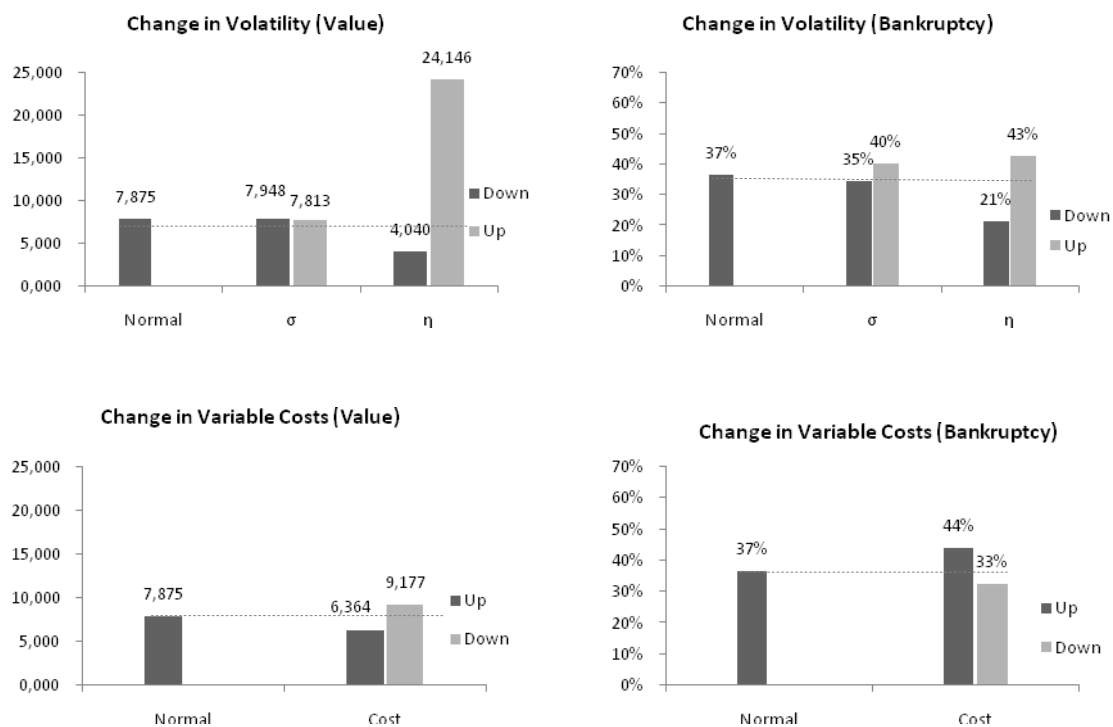 Change in Volatility (Value)
25,000
20,000
15,000
10,000
5,000
0,000
7,875
7,948
7,813
4,040
24,146
Down
Up
Normal
σ
η
Change in Volatility (Bankruptcy)
70%
60%
50%
40%
30%
20%
10%
0%
37%
35%
40%
21%
43%
Down
Up
Normal
σ
η
Change in Variable Costs (Value)
25,000
20,000
15,000
10,000
5,000
0,000
7,875
6,364
9,177
Up
Down
Normal
Cost
Change in Variable Costs (Bankruptcy)
70%
60%
50%
40%
30%
20%
10%
0%
37%
44%
33%
Up
Down
Normal
Cost